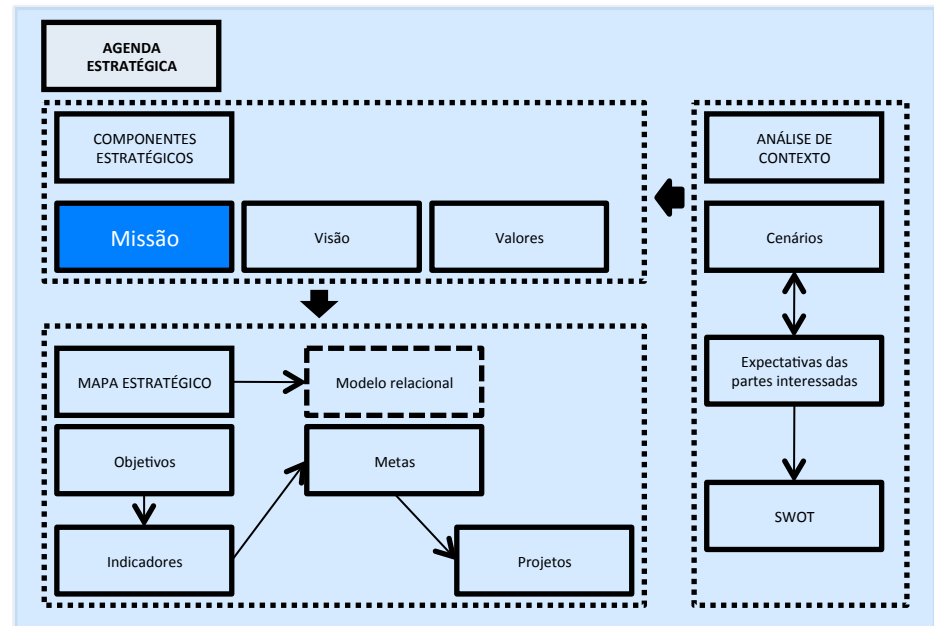 AGENDA
ESTRATÉGICA
COMPONENTES
ESTRATÉGICOS
Missão
Visão
Valores
MAPA ESTRATÉGICO
Modelo relacional
Objetivos
Metas
Indicadores
Projetos
ANÁLISE DE
CONTEXTO
Cenários
Expectativas das
partes interessadas
SWOT